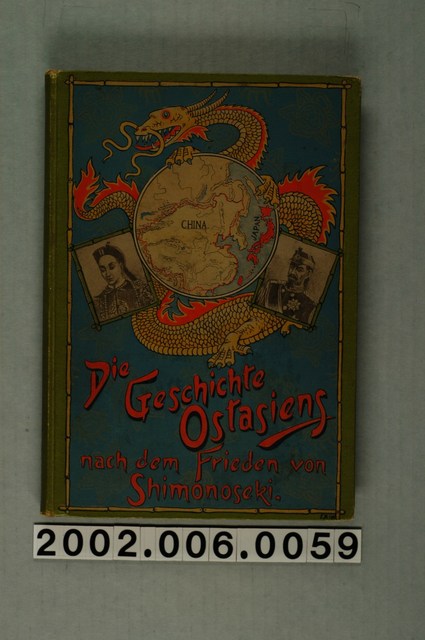 CHINA
JAPAN
Die
Geschichte
Ostasiens
nach dem Frieden von
Shimonoseki.
2002.006.0059